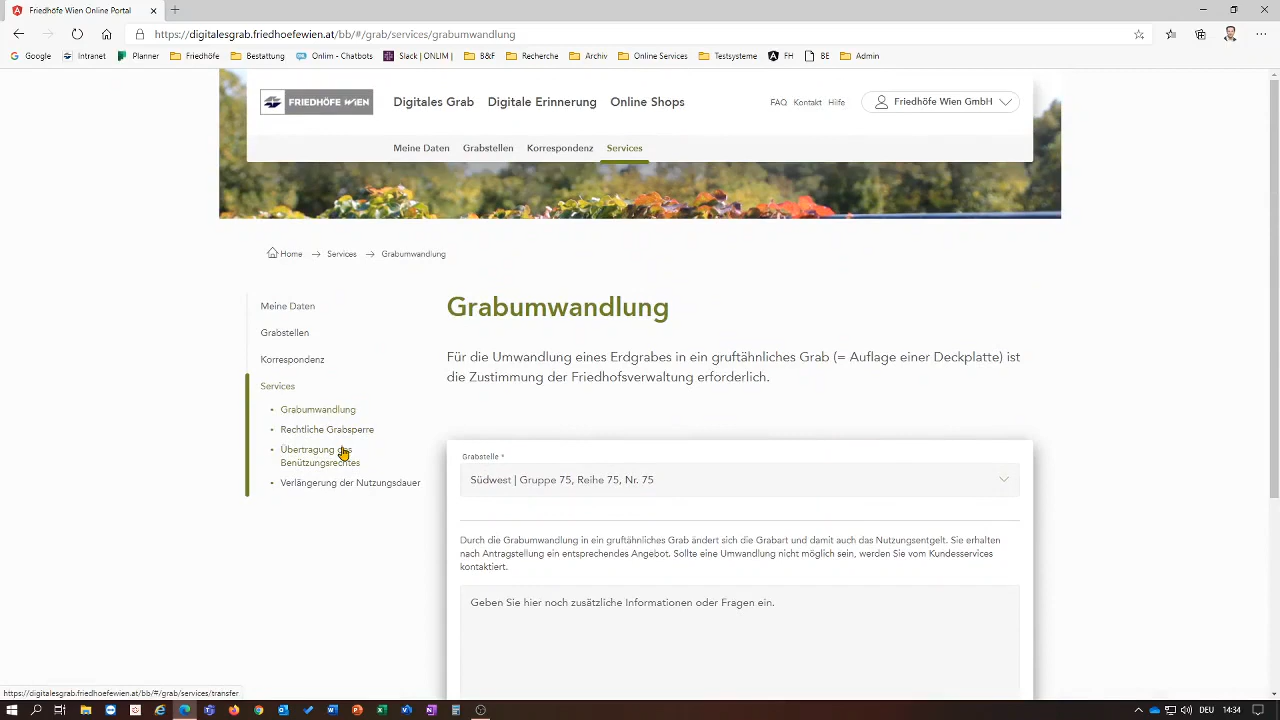 Friedhöfe Wien Online Portal
https://digitalesgrab.friedhoefewien.at/bb/#/grab/services/grabumwandlung
Google Intranet Planner Friedhöfe Bestattung Onlim - Chatbots Slack | ONLIM | B&F Recherche Archiv Online Services Testsysteme FH BE Admin
FRIEDHÖFE WIEN Digitales Grab Digitale Erinnerung Online Shops FAQ Kontakt Hilfe Friedhöfe Wien GmbH
Meine Daten Grabstellen Korrespondenz Services
Home → Services → Grabumwandlung
Meine Daten
Grabstellen
Korrespondenz
Services
• Grabumwandlung
• Rechtliche Grabsperre
• Übertragung des
Benützungsrechtes
• Verlängerung der Nutzungsdauer
Grabumwandlung
Für die Umwandlung eines Erdgrabes in ein gruftähnliches Grab (= Auflage einer Deckplatte) ist
die Zustimmung der Friedhofsverwaltung erforderlich.
Grabstelle *
Südwest | Gruppe 75, Reihe 75, Nr. 75
Durch die Grabumwandlung in ein gruftähnliches Grab ändert sich die Grabart und damit auch das Nutzungsentgelt. Sie erhalten
nach Antragstellung ein entsprechendes Angebot. Sollte eine Umwandlung nicht möglich sein, werden Sie vom Kundenservices
kontaktiert.
Geben Sie hier noch zusätzliche Informationen oder Fragen ein.
https://digitalesgrab.friedhoefewien.at/bb/#/grab/services/transfer
DEU 14:34